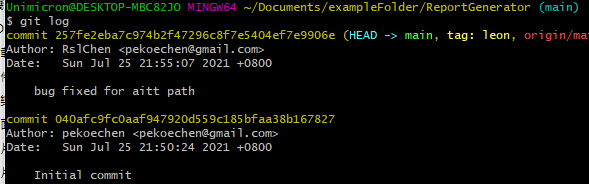 Unimicron@DESKTOP-MBC82JO MINGW64 ~/Documents/exampleFolder/ReportGenerator (main)
$ git log
commit 257fe2eba7c974b2f47296c8f7e5404ef7e9906e (HEAD -> main, tag: leon, origin/ma
Author: RslChen <pekoechen@gmail.com>
Date:   Sun Jul 25 21:55:07 2021 +0800
bug fixed for aitt path
commit 040afc9fc0aaf947920d559c185bfaa38b167827
Author: pekoechen <pekoechen@gmail.com>
Date:   Sun Jul 25 21:50:24 2021 +0800
Initial commit